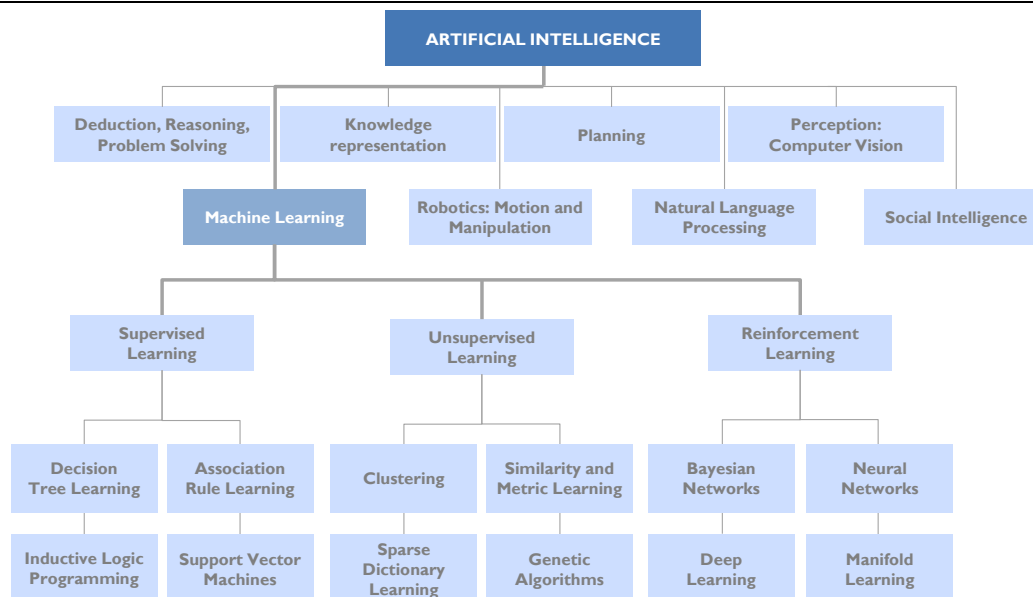 ARTIFICIAL INTELLIGENCE
Deduction, Reasoning,
Problem Solving
Knowledge
representation
Planning
Perception:
Computer Vision
Machine Learning
Robotics: Motion and
Manipulation
Natural Language
Processing
Social Intelligence
Supervised
Learning
Unsupervised
Learning
Reinforcement
Learning
Decision
Tree Learning
Association
Rule Learning
Clustering
Similarity and
Metric Learning
Bayesian
Networks
Neural
Networks
Inductive Logic
Programming
Support Vector
Machines
Sparse
Dictionary
Learning
Genetic
Algorithms
Deep
Learning
Manifold
Learning